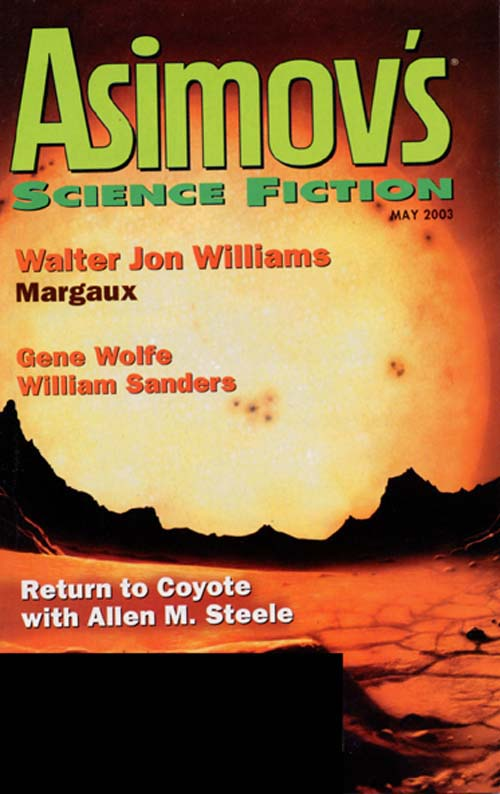 Asimov's®
SCIENCE FICTION
MAY 2003
Walter Jon Williams
Margaux
Gene Wolfe
William Sanders
Return to Coyote
with Allen M. Steele